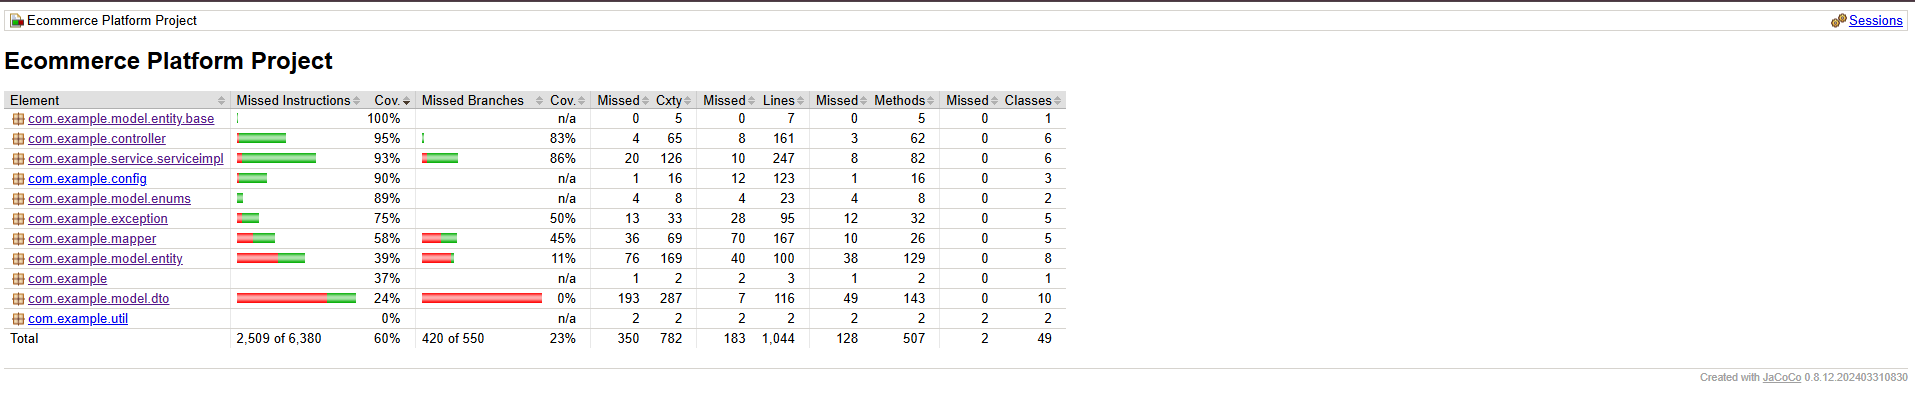 Ecommerce Platform Project Sessions
Ecommerce Platform Project
Element Missed Instructions Cov. Missed Branches Cov. Missed Cxty Missed Lines Missed Methods Missed Classes
com.example.model.entity.base 100% n/a 0 5 0 7 0 5 0 1
com.example.controller 95% 83% 4 65 8 161 3 62 0 6
com.example.service.serviceimpl 93% 86% 20 126 10 247 8 82 0 6
com.example.config 90% n/a 1 16 12 123 1 16 0 3
com.example.model.enums 89% n/a 4 8 4 23 4 8 0 2
com.example.exception 75% 50% 13 33 28 95 12 32 0 5
com.example.mapper 58% 45% 36 69 70 167 10 26 0 5
com.example.model.entity 39% 11% 76 169 40 100 38 129 0 8
com.example 37% n/a 1 2 2 3 1 2 0 1
com.example.model.dto 24% 0% 193 287 7 116 49 143 0 10
com.example.util 0% n/a 2 2 2 2 2 2 2 2
Total 2,509 of 6,380 60% 420 of 550 23% 350 782 183 1,044 128 507 2 49
Created with JaCoCo 0.8.12.202403310830